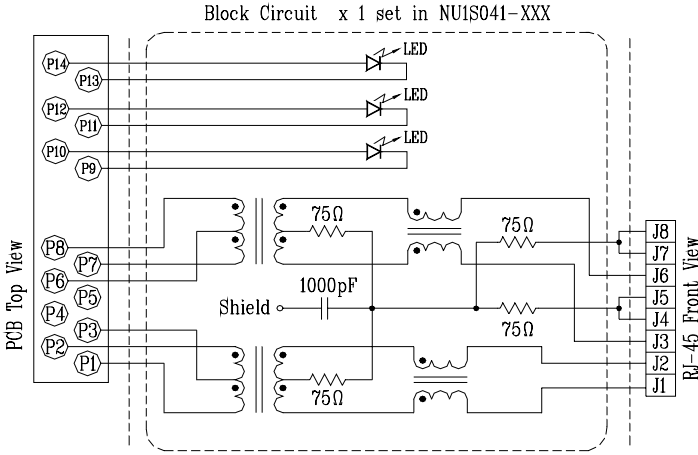 Block Circuit x 1 set in NU1S041-XXX
P14
LED
P13
P12
LED
P11
P10
LED
P9
PCB Top View
P8
P7
P6
P5
P4
P3
P2
P1
75Ω
75Ω
1000pF
Shield
75Ω
75Ω
J8
J7
J6
J5
J4
J3
J2
J1
RJ-45 Front View